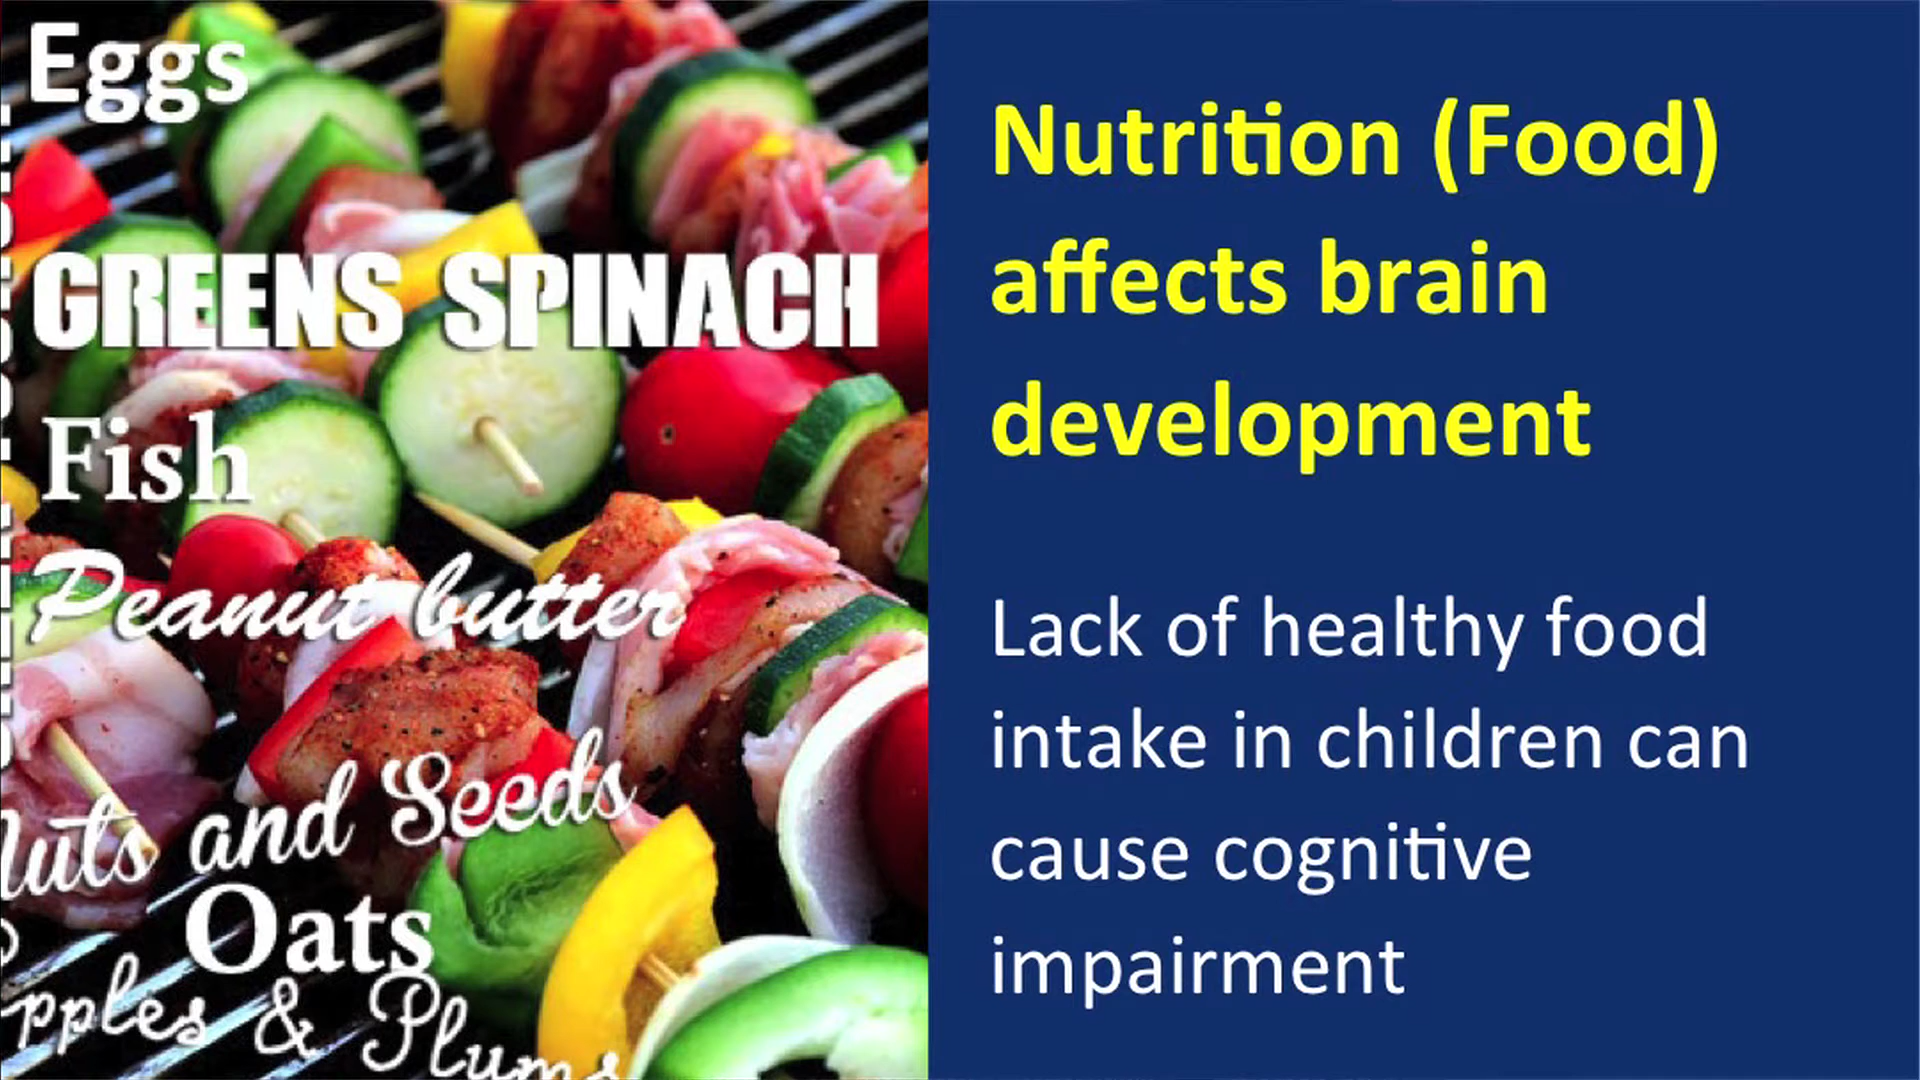 Eggs
GREENS SPINACH
Fish
Peanut butter
and Seeds
Oats
& Plums
Nutrition (Food)
affects brain
development
Lack of healthy food
intake in children can
cause cognitive
impairment